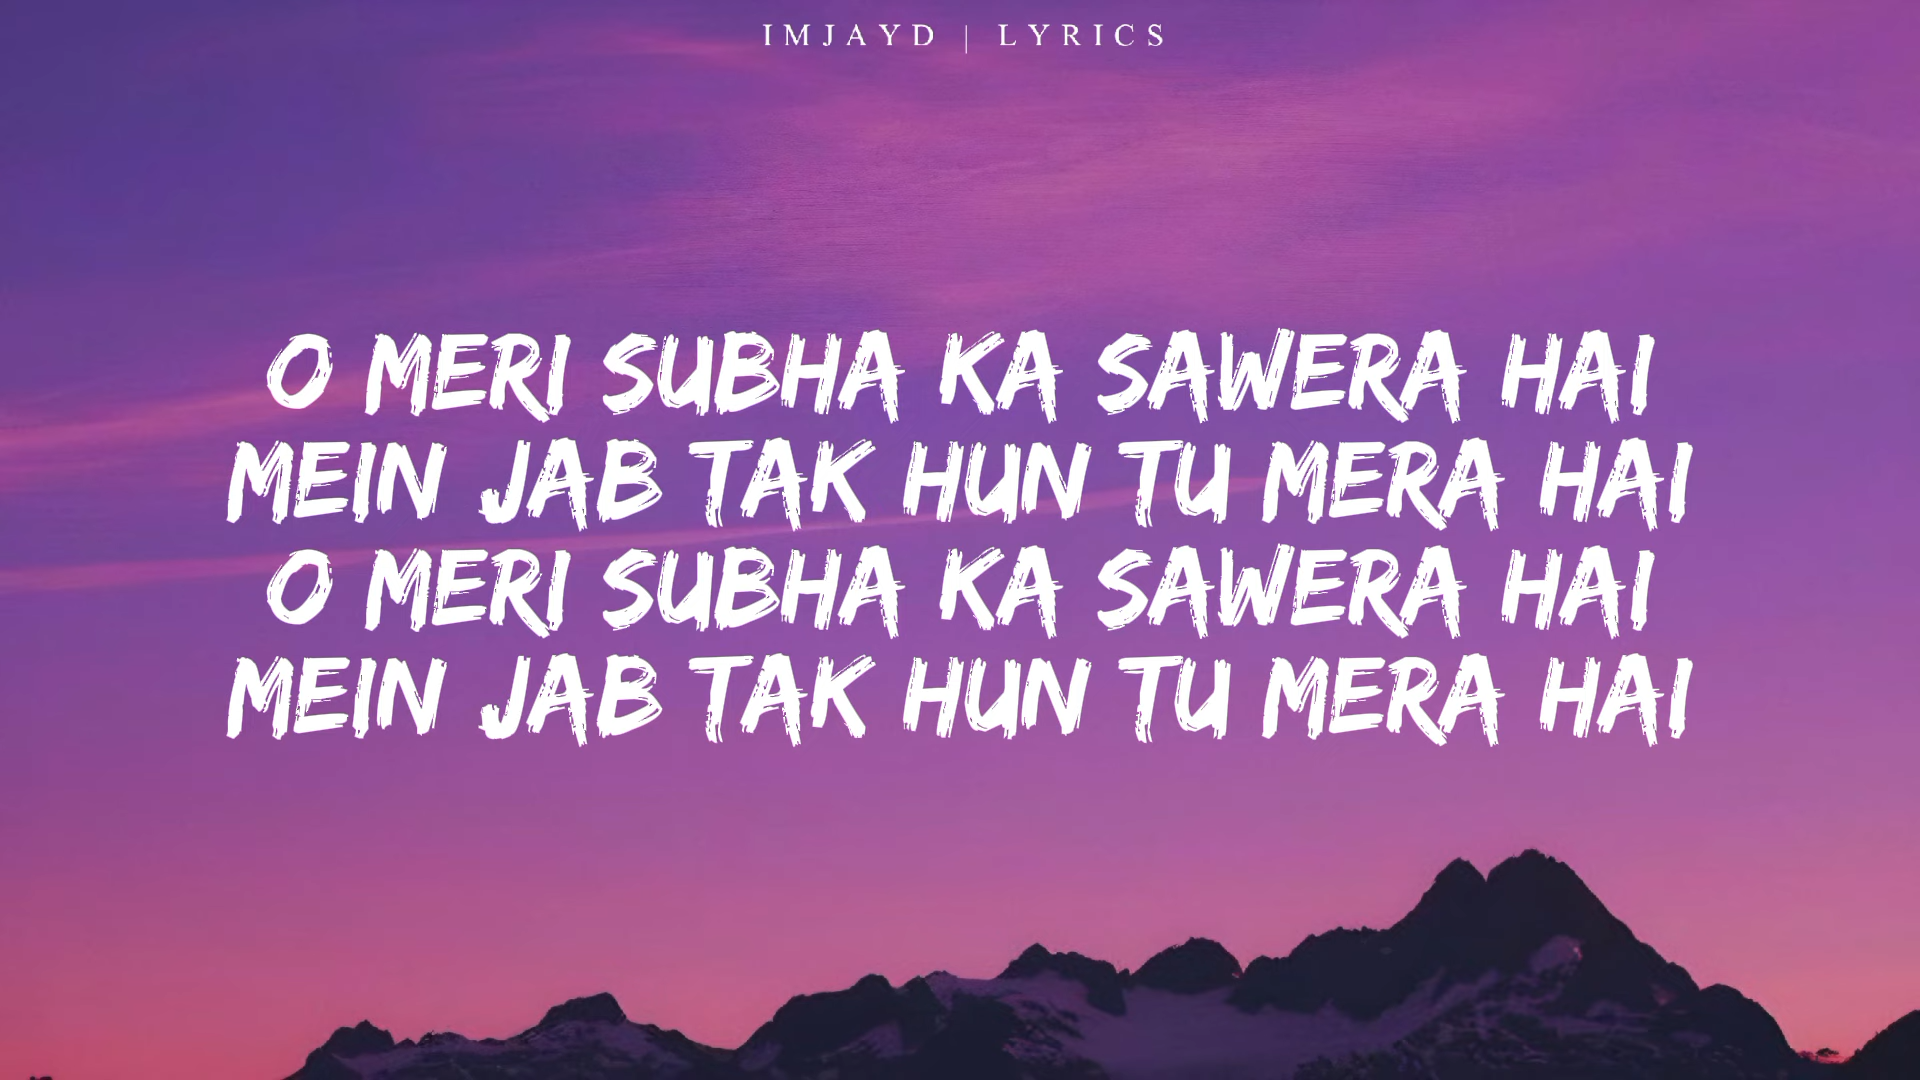 IMJAYD | LYRICS
O MERI SUBHA KA SAWERA HAI
MEIN JAB TAK HUN TU MERA HAI
O MERI SUBHA KA SAWERA HAI
MEIN JAB TAK HUN TU MERA HAI